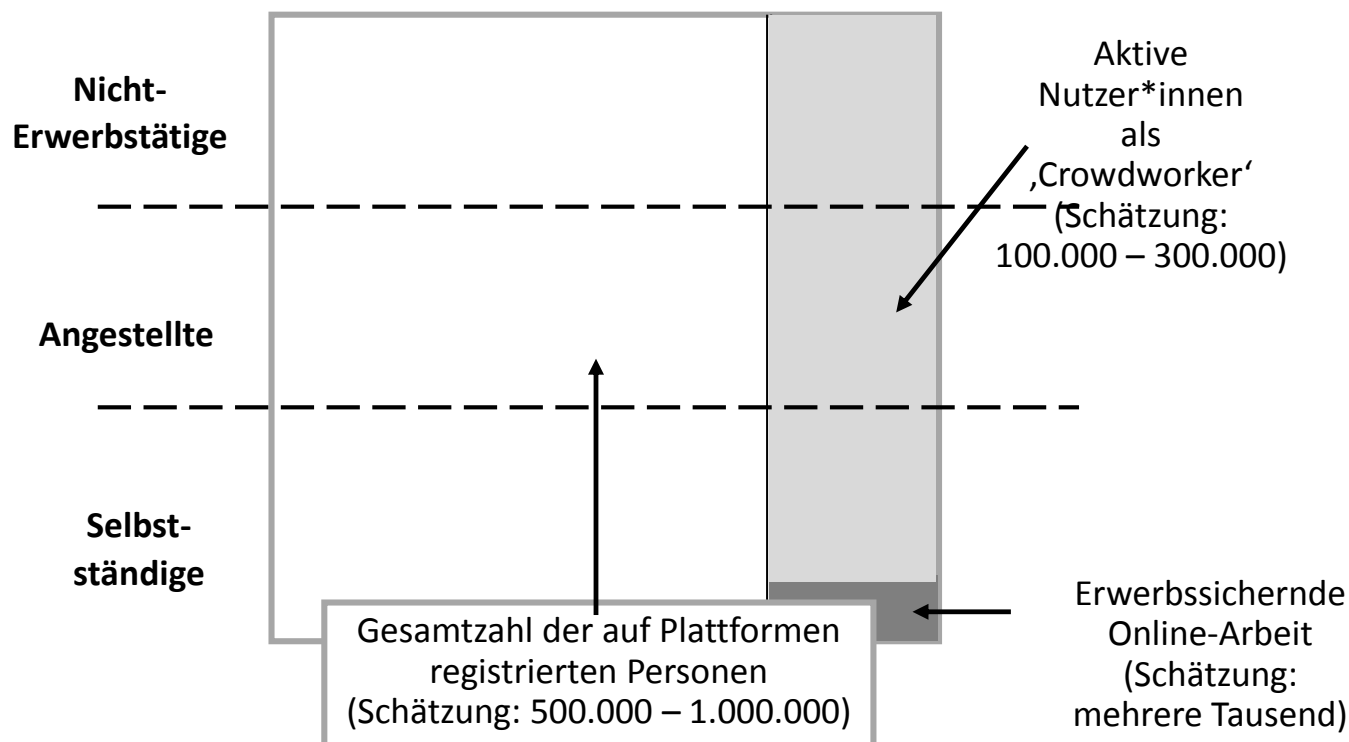 Nicht-
Erwerbstätige
Angestellte
Selbst-
ständige
Aktive
Nutzer*innen
als
‚Crowdworker‘
(Schätzung:
100.000 – 300.000)
Gesamtzahl der auf Plattformen
registrierten Personen
(Schätzung: 500.000 – 1.000.000)
Erwerbssichernde
Online-Arbeit
(Schätzung:
mehrere Tausend)